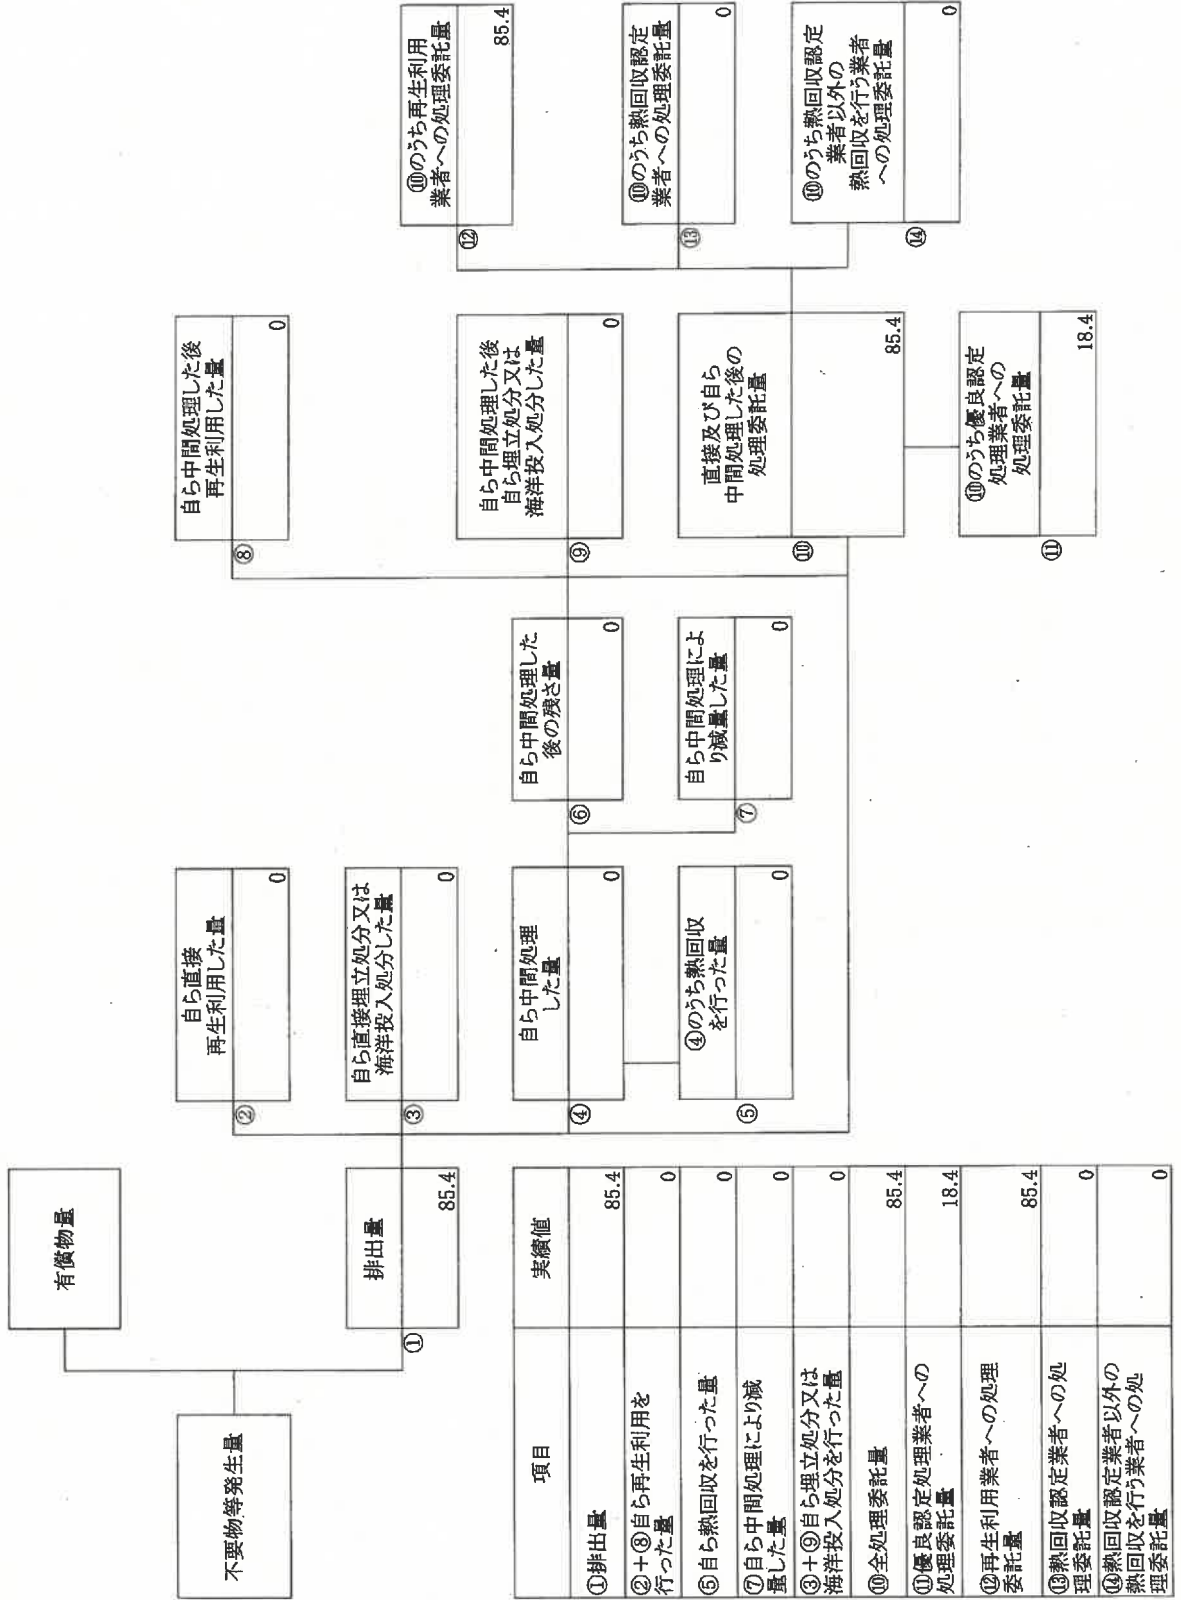 不要物等発生量
有償物量
①
排出量
85.4
②
自ら直接
再生利用した量
0
③
自ら直接埋立処分又は
海洋投入処分した量
0
④
自ら中間処理
した量
0
⑤
④のうち熱回収
を行った量
0
⑥
自ら中間処理した
後の残さ量
0
⑦
自ら中間処理によ
り減量した量
0
⑧
自ら中間処理した後
再生利用した量
0
⑨
自ら中間処理した後
自ら埋立処分又は
海洋投入処分した量
0
⑩
直接及び自ら
中間処理した後の
処理委託量
85.4
⑪
⑩のうち優良認定
処理業者への
処理委託量
18.4
⑫
⑩のうち再生利用
業者への処理委託量
85.4
⑬
⑩のうち熱回収認定
業者への処理委託量
0
⑭
⑩のうち熱回収認定
業者以外の
熱回収を行う業者
への処理委託量
0
項目
実績値
①排出量
85.4
②+⑧自ら再生利用を
行った量
0
⑤自ら熱回収を行った量
0
⑦自ら中間処理により減
量した量
0
③+⑨自ら埋立処分又は
海洋投入処分を行った量
0
⑩全処理委託量
85.4
⑪優良認定処理業者への
処理委託量
18.4
⑫再生利用業者への処理
委託量
85.4
⑬熱回収認定業者への処
理委託量
0
⑭熱回収認定業者以外の
熱回収を行う業者への処
理委託量
0